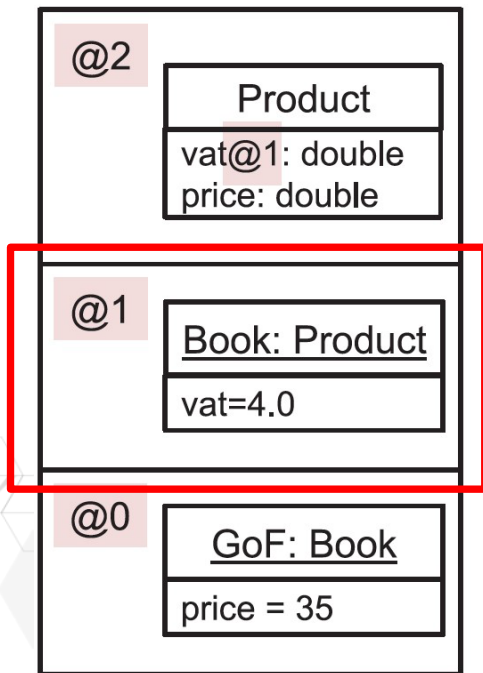 @2
Product
vat@1: double
price: double
@1
Book: Product
vat=4.0
@0
GoF: Book
price = 35